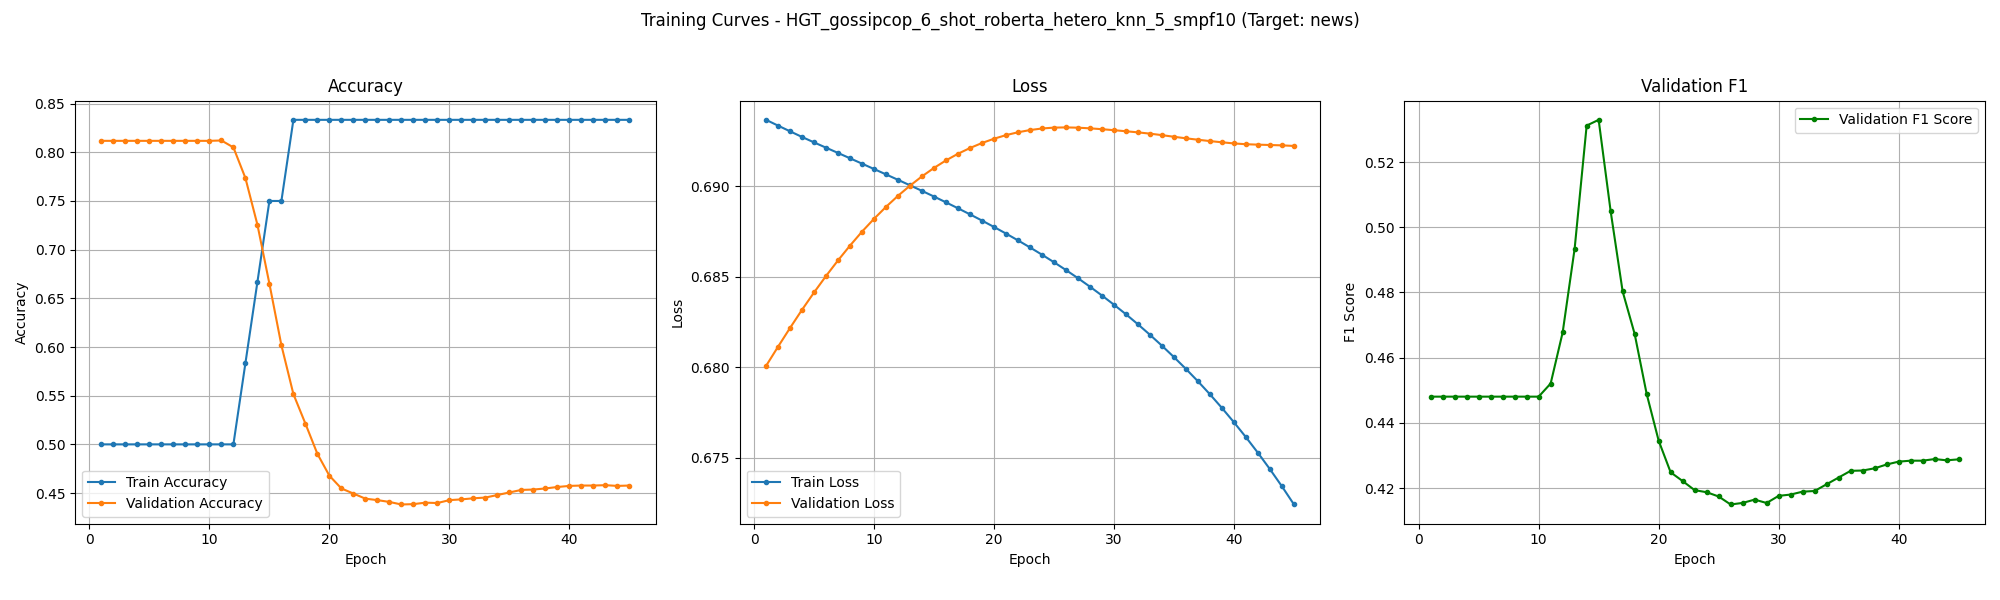 Training Curves - HGT_gossipcop_6_shot_roberta_hetero_knn_5_smpf10 (Target: news)
Accuracy
0.85
0.80
0.75
0.70
0.65
0.60
0.55
0.50
0.45
Accuracy
Train Accuracy
Validation Accuracy
0 10 20 30 40
Epoch
Loss
0.690
0.685
0.680
0.675
Loss
Train Loss
Validation Loss
0 10 20 30 40
Epoch
Validation F1
Validation F1 Score
0.52
0.50
0.48
0.46
0.44
0.42
F1 Score
0 10 20 30 40
Epoch